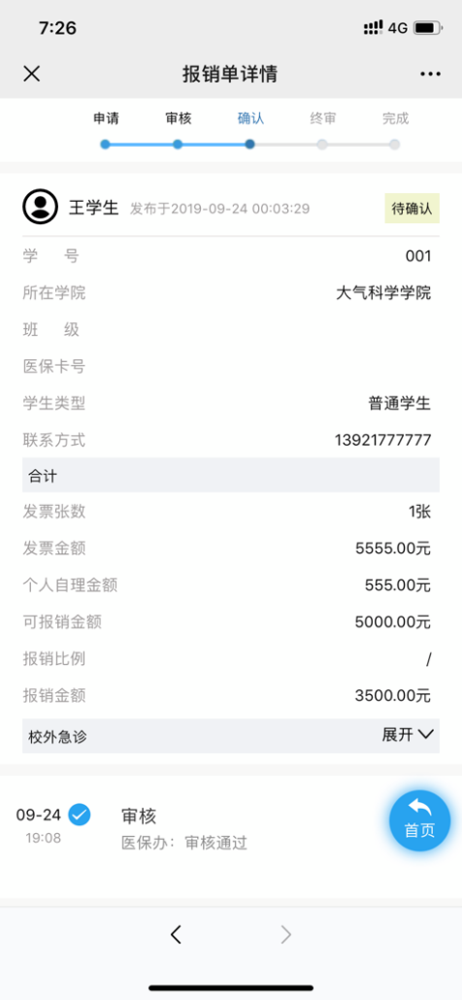 7:26 4G
报销单详情
申请 审核 确认 终审 完成
王学生 发布于2019-09-24 00:03:29 待确认
学 号 001
所在学院 大气科学学院
班 级
医保卡号
学生类型 普通学生
联系方式 13921777777
合计
发票张数 1张
发票金额 5555.00元
个人自理金额 555.00元
可报销金额 5000.00元
报销比例 /
报销金额 3500.00元
校外急诊 展开
09-24 审核
19:08 医保办：审核通过
首页